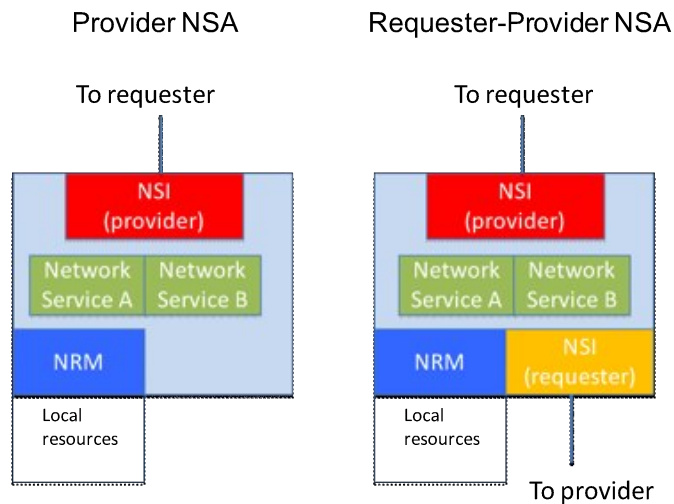 Provider NSA
To requester
NSI
(provider)
Network
Service A
Network
Service B
NRM
Local
resources
Requester-Provider NSA
To requester
NSI
(provider)
Network
Service A
Network
Service B
NRM
NSI
(requester)
Local
resources
To provider